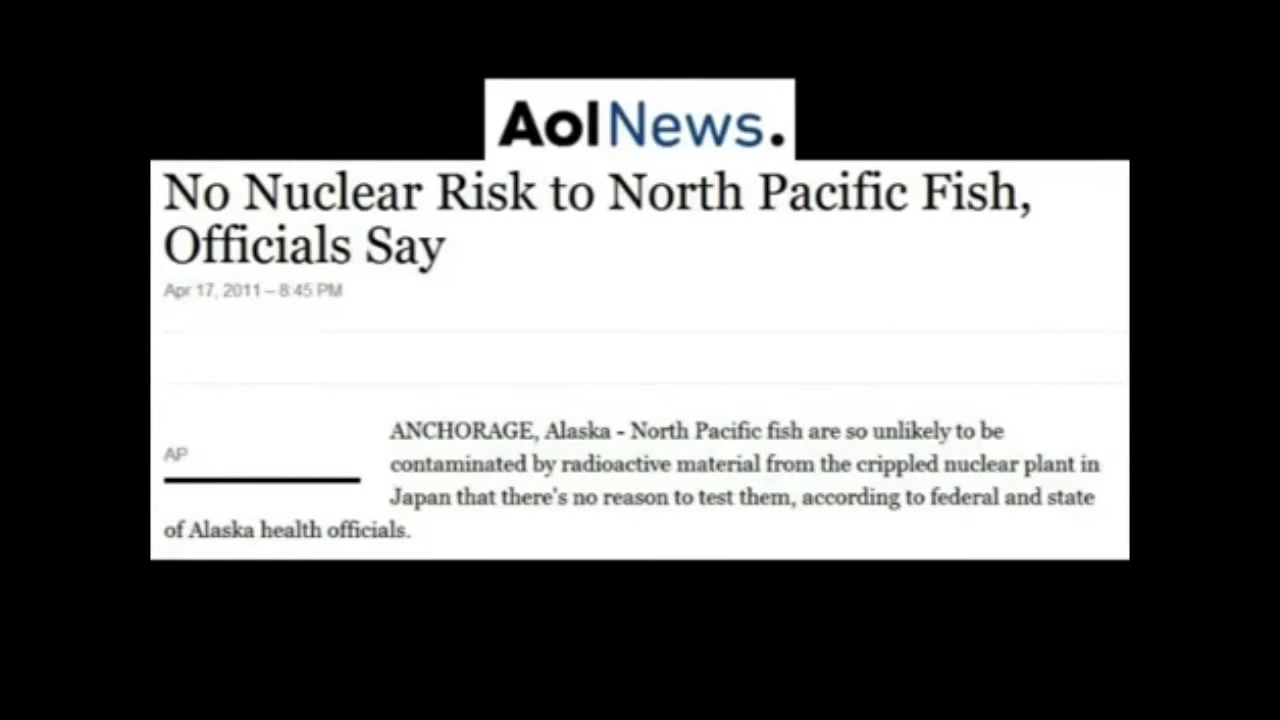 Aol News.
No Nuclear Risk to North Pacific Fish,
Officials Say
Apr 17, 2011 – 8:45 PM
AP
ANCHORAGE, Alaska - North Pacific fish are so unlikely to be
contaminated by radioactive material from the crippled nuclear plant in
Japan that there's no reason to test them, according to federal and state
of Alaska health officials.